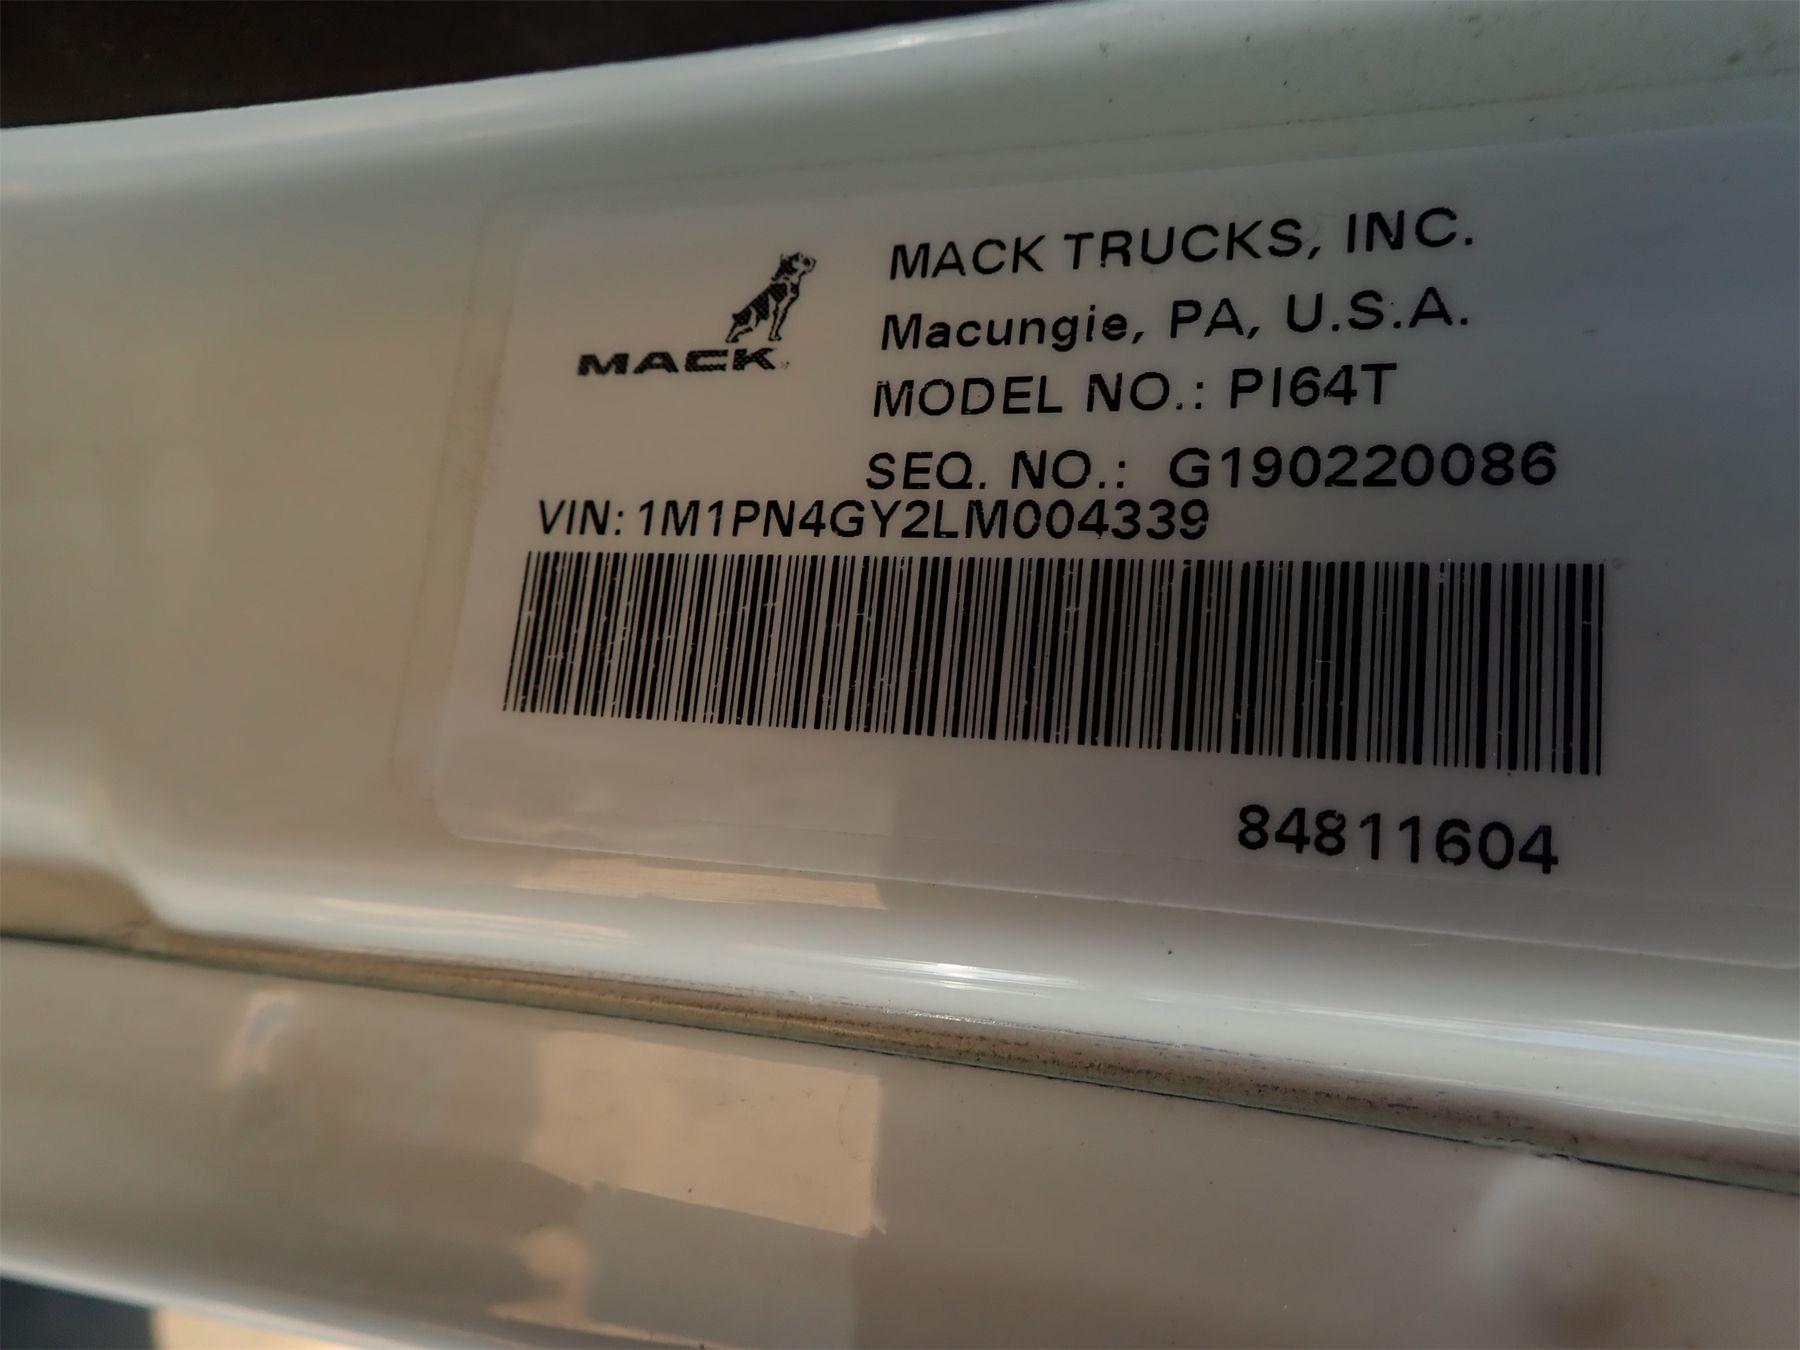 MACK TRUCKS, INC.
Macungie, PA, U.S.A.
MACK
MODEL NO.: PI64T
SEQ. NO.: G190220086
VIN: 1M1PN4GY2LM004339
84811604